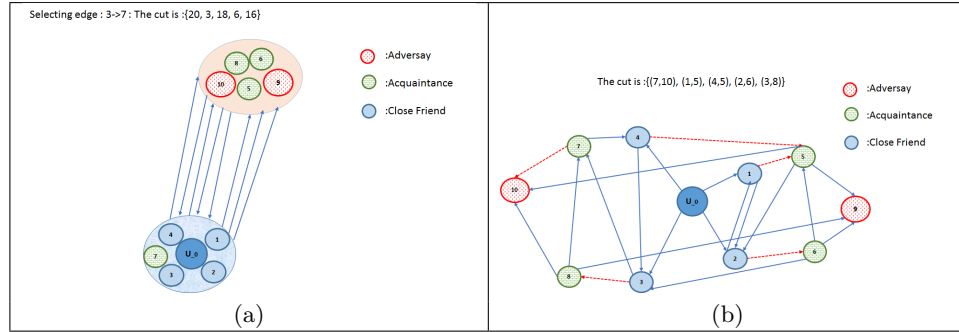 Selecting edge : 3->7 : The cut is :{20, 3, 18, 6, 16}
8
6
10
5
9
:Adversay
:Acquaintance
:Close Friend
4
1
7
U_0
3
2
(a)
The cut is :{(7,10), (1,5), (4,5), (2,6), (3,8)}
:Adversay
:Acquaintance
:Close Friend
4
7
5
1
10
U_0
9
6
2
8
3
(b)